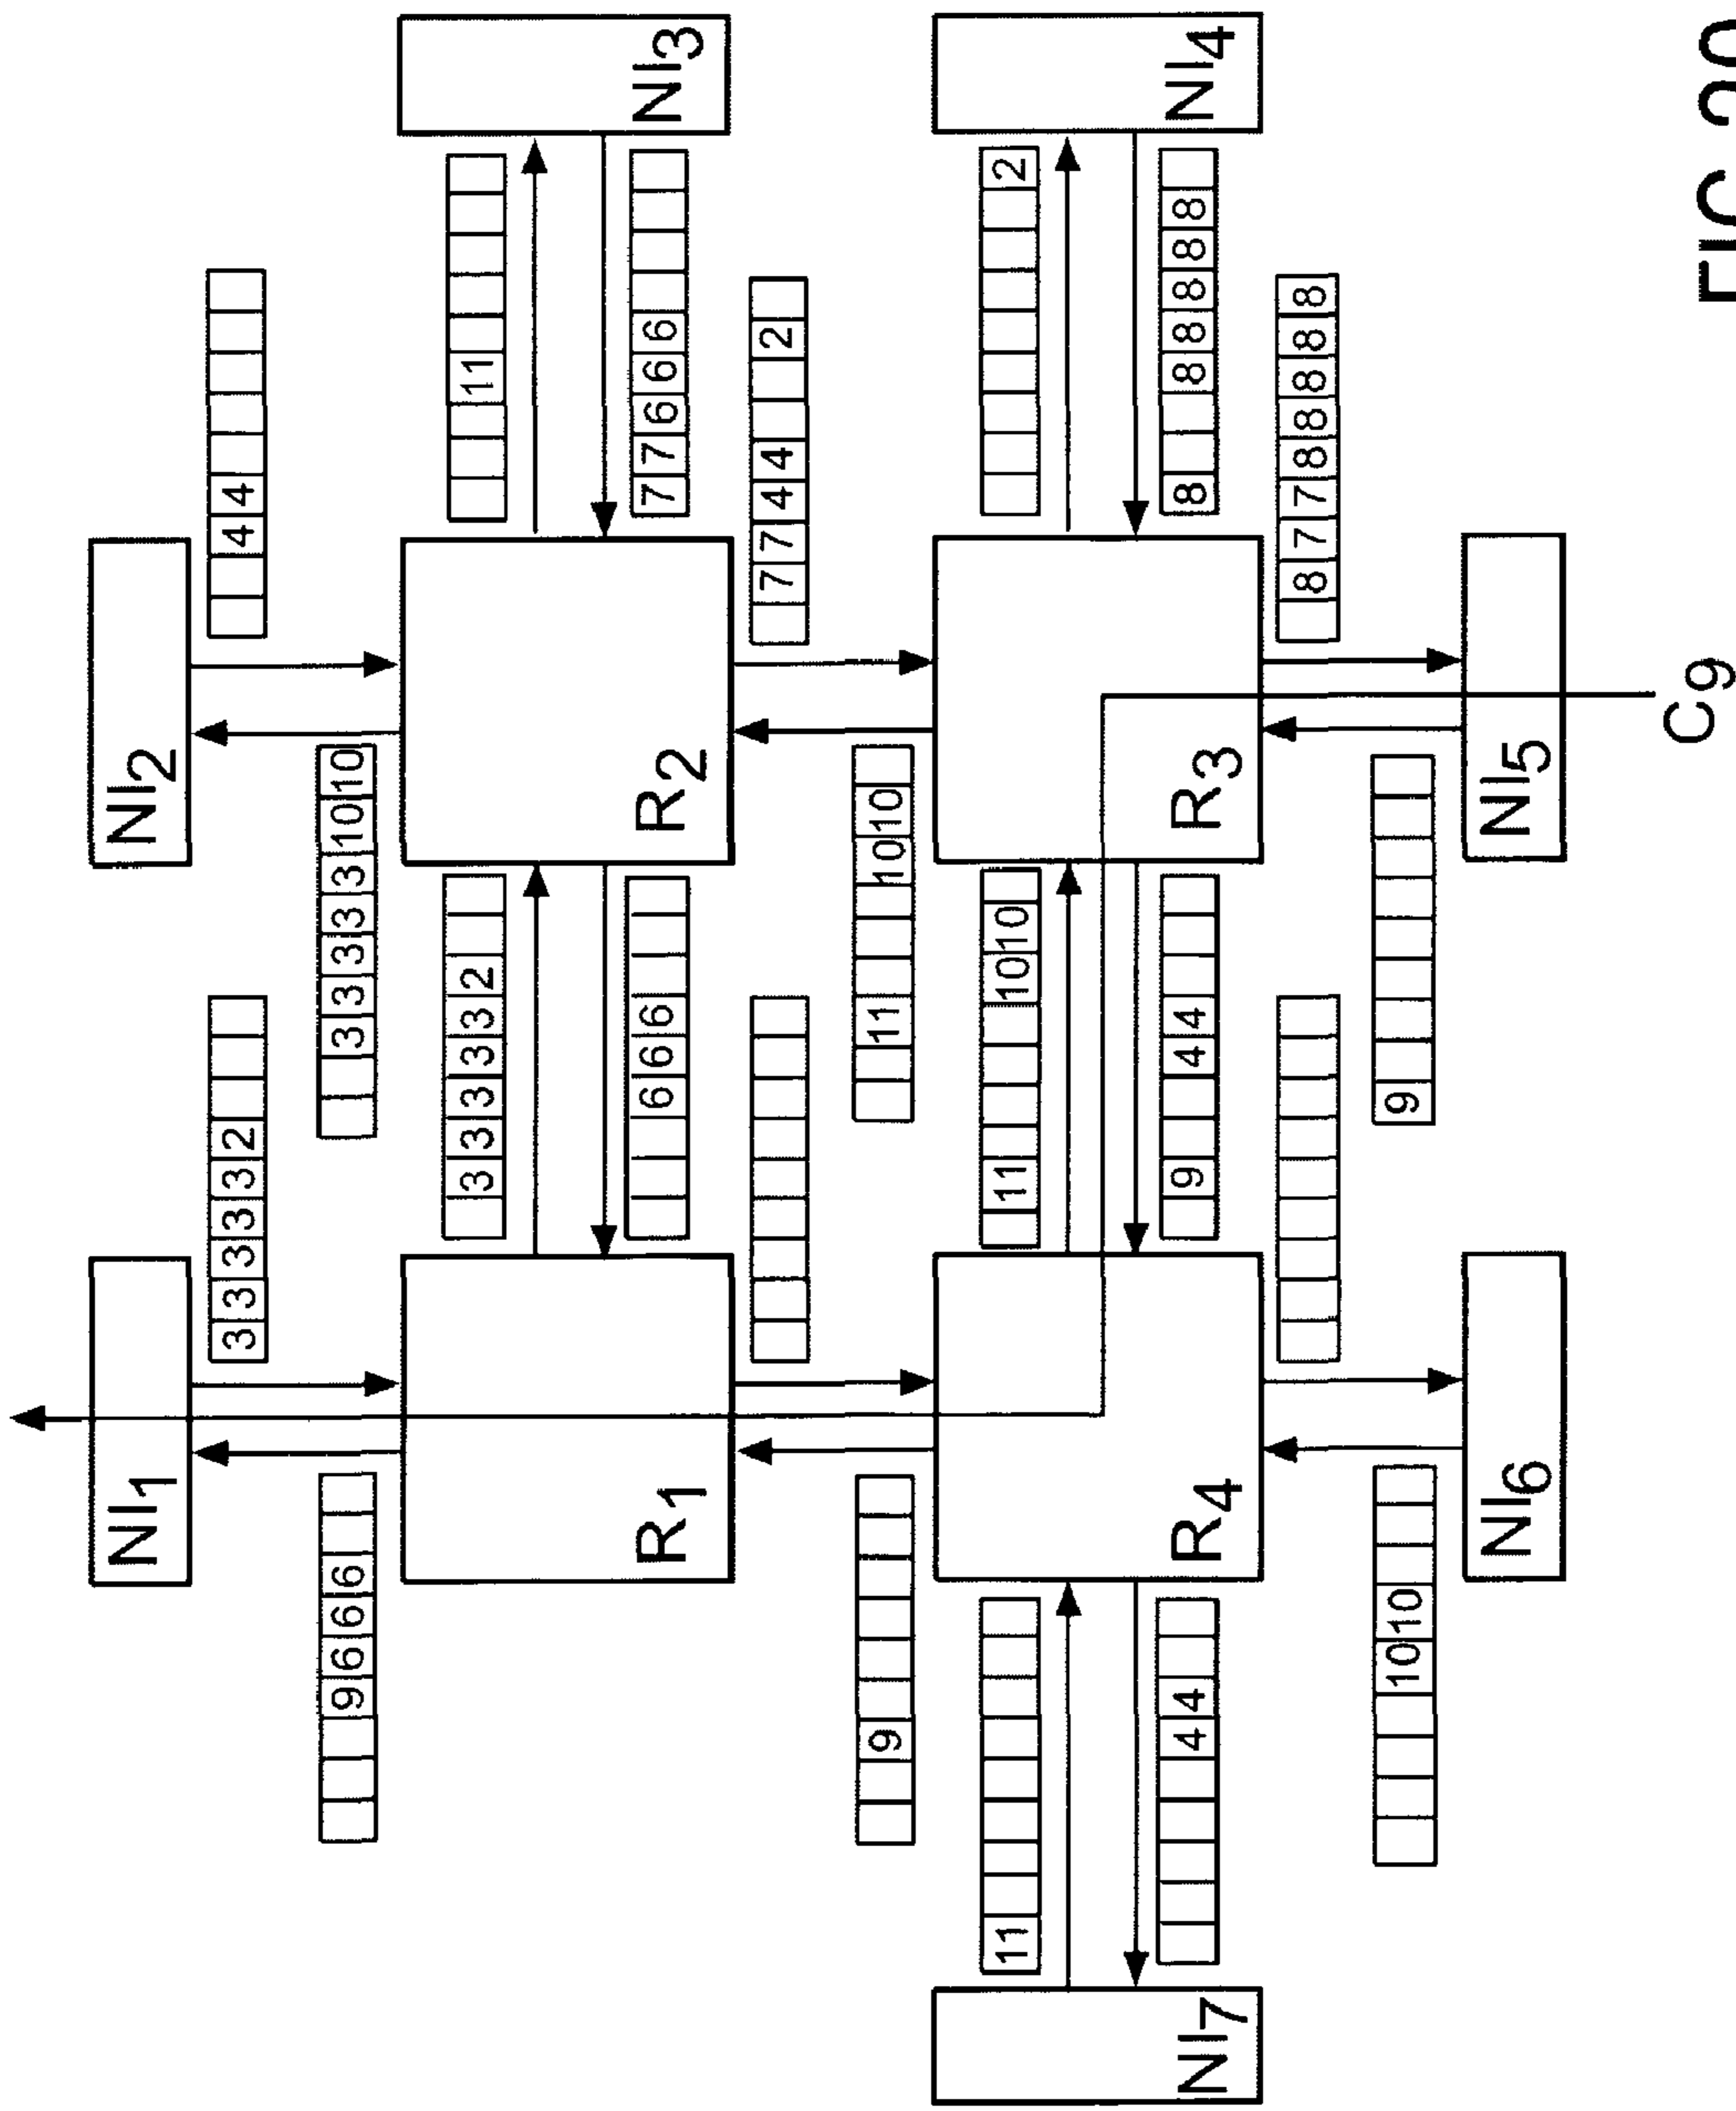 NI1
NI2
3 3 3 3 3 2
4 4
9 6 6 6
3 3 3 3 3 10 10
3 3 3 3 3 2
11
R1
6 6 6
R2
7 7 6 6 6
NI3
7 7 4 4 2
9
11 10 10
11
11 10 10
2
NI7
4 4
R4
9 4 4
R3
8 8 8 8 8 8
NI4
8 7 7 8 8 8 8 8
10 10
9
NI6
NI5
C9